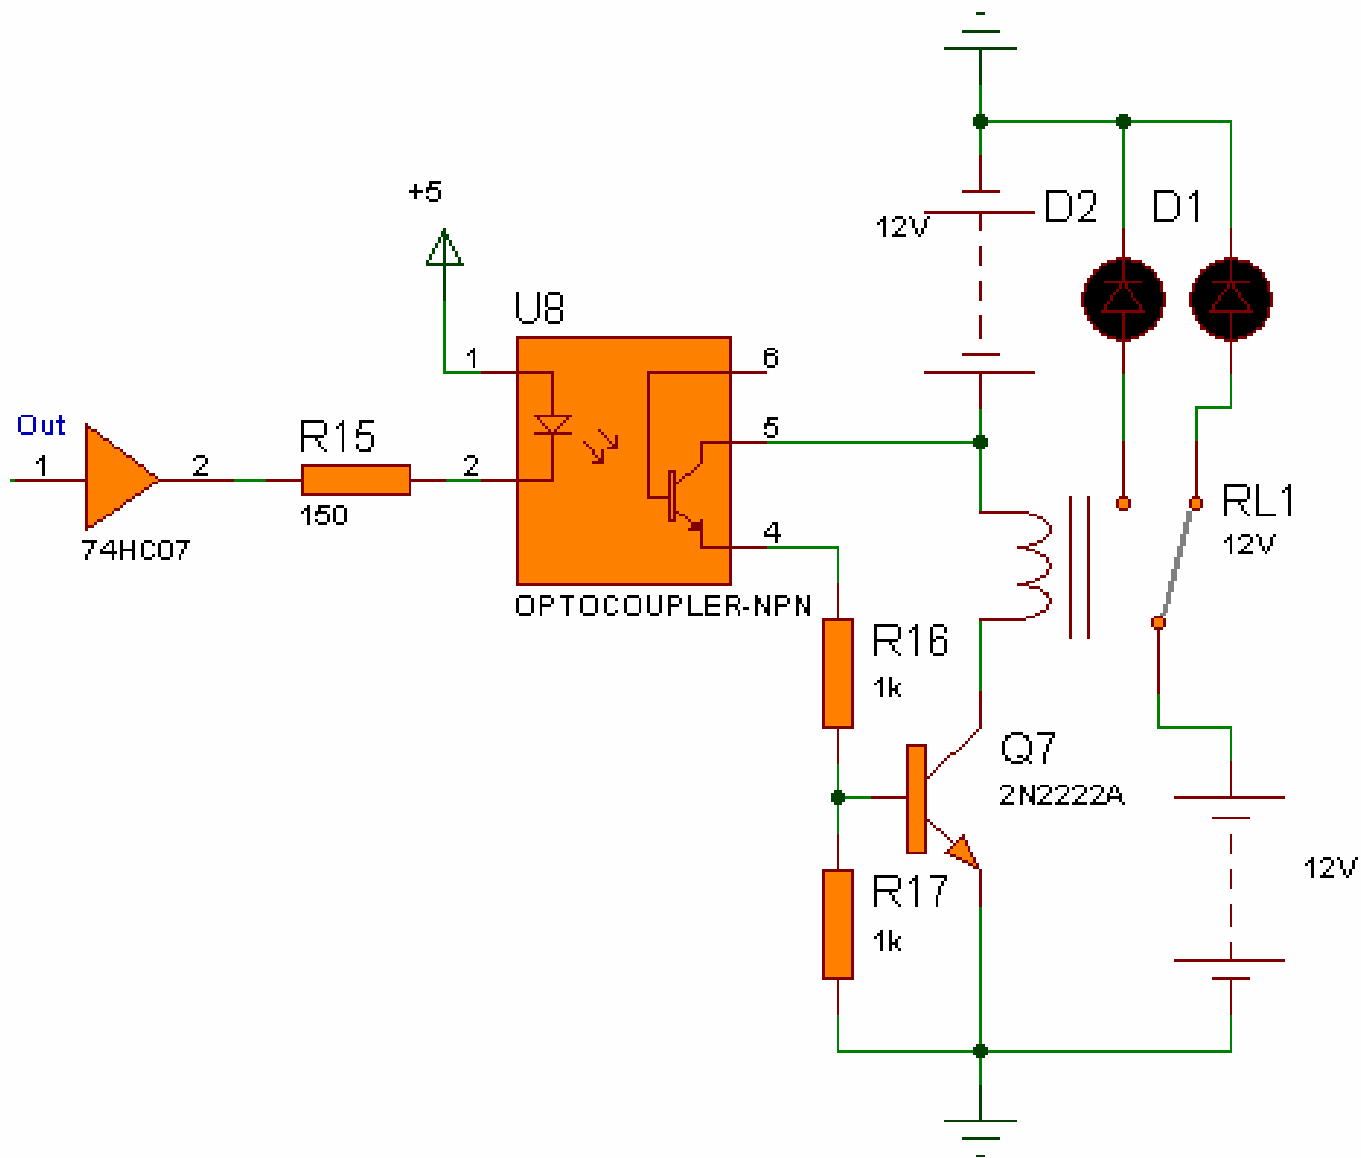 +5
12V
D2
D1
U8
1
6
Out
1
2
R15
150
2
5
4
74HC07
OPTOCOUPLER-NPN
RL1
12V
R16
1k
Q7
2N2222A
R17
1k
12V